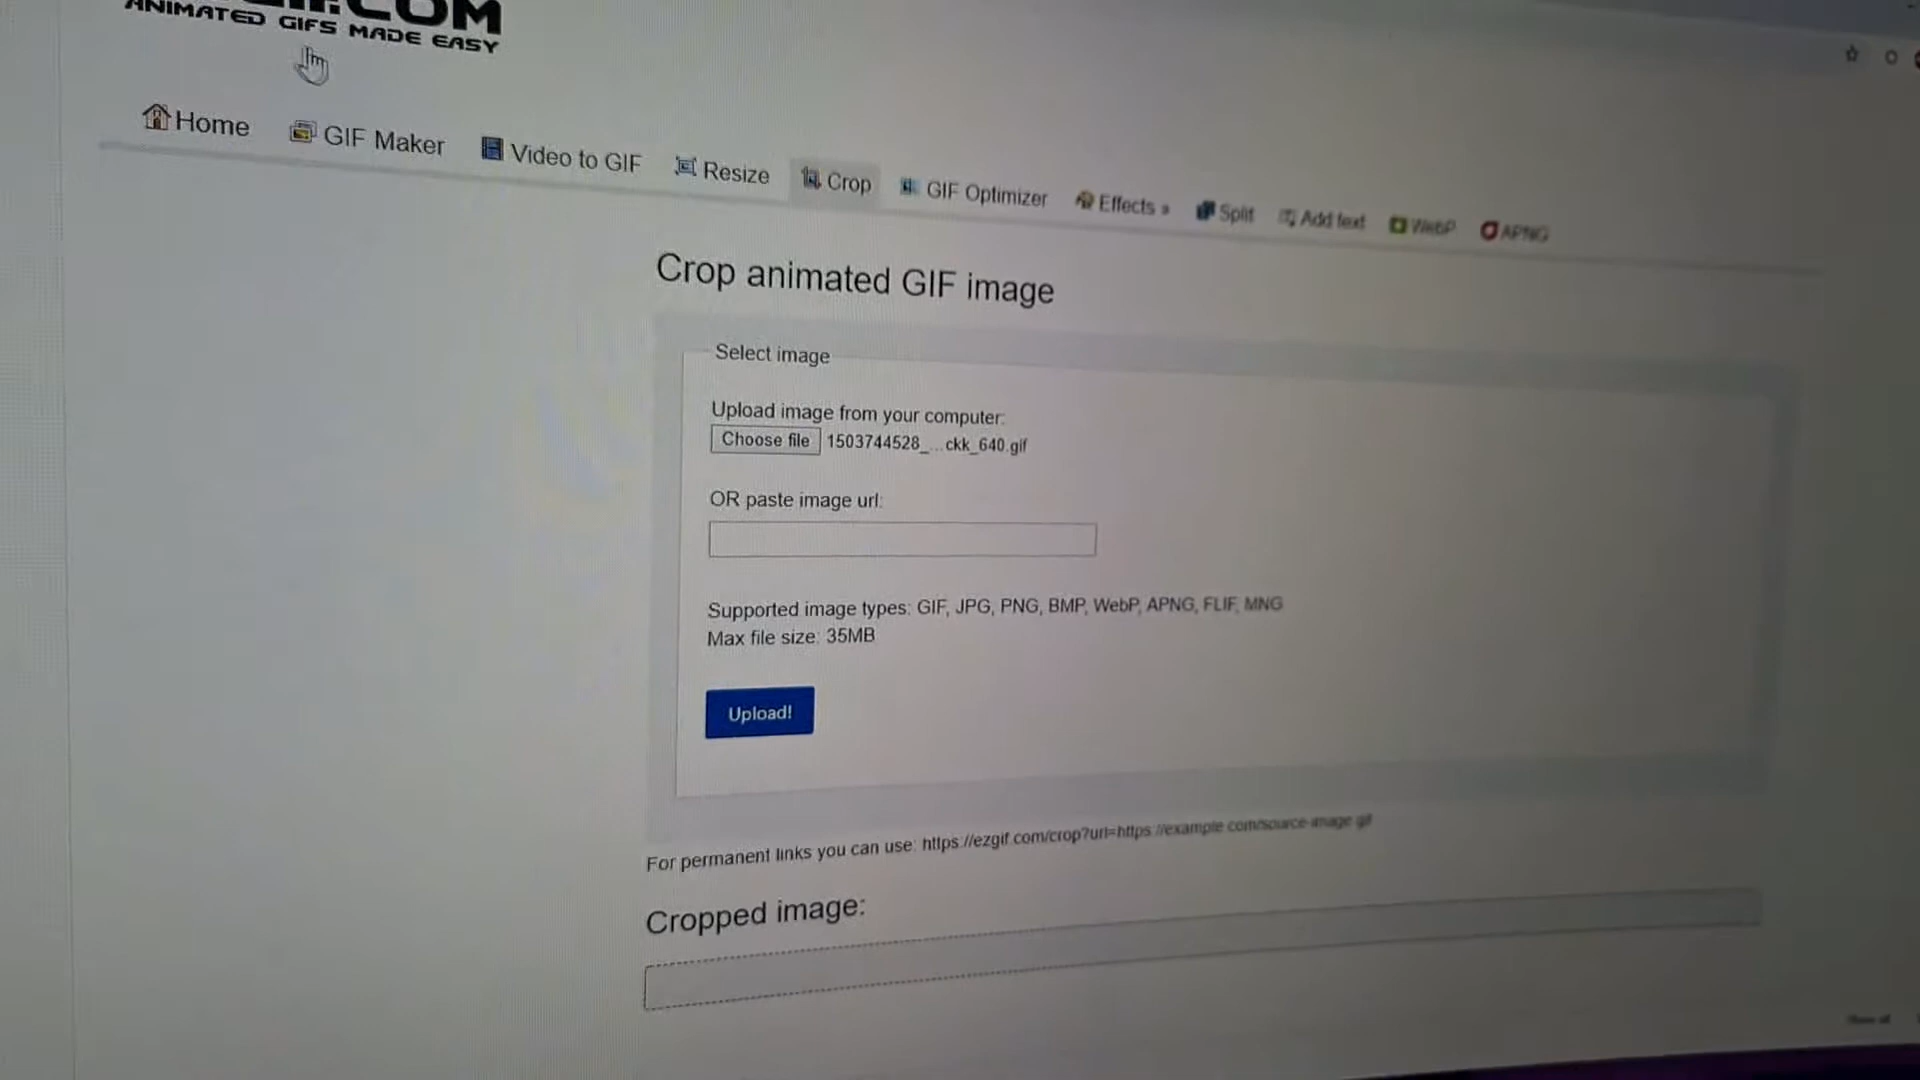 ANIMATED GIFS MADE EASY
Home GIF Maker Video to GIF Resize Crop GIF Optimizer Effects » Split Add text WebP APNG
Crop animated GIF image
Select image
Upload image from your computer:
Choose file 1503744528_...ckk_640.gif
OR paste image url:
Supported image types: GIF, JPG, PNG, BMP, WebP, APNG, FLIF, MNG
Max file size: 35MB
Upload!
For permanent links you can use: https://ezgif.com/crop?url=https://example.com/source-image.gif
Cropped image: